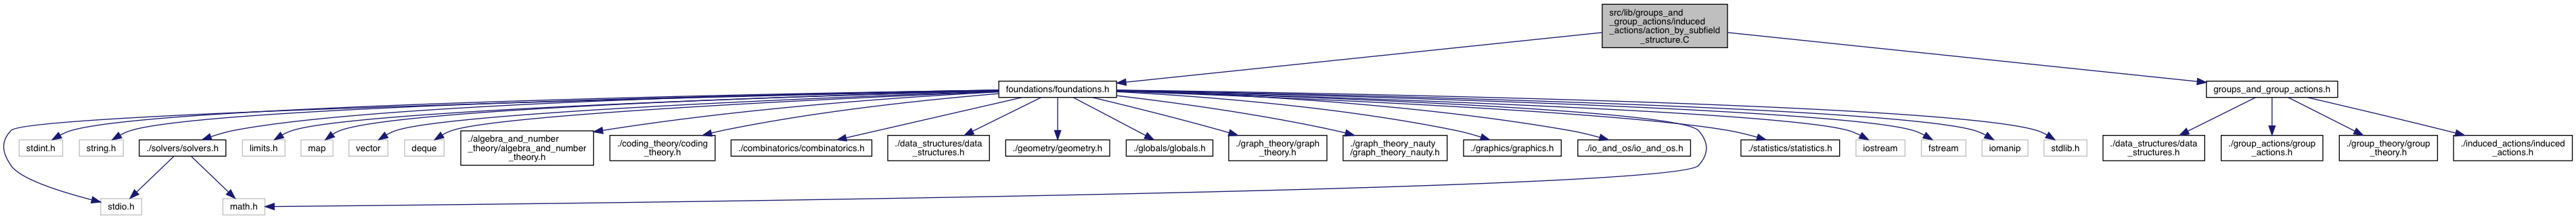 src/lib/groups_and
_group_actions/induced
_actions/action_by_subfield
_structure.C
foundations/foundations.h
groups_and_group_actions.h
stdint.h
string.h
./solvers/solvers.h
limits.h
map
vector
deque
./algebra_and_number
_theory/algebra_and_number
_theory.h
./coding_theory/coding
_theory.h
./combinatorics/combinatorics.h
./data_structures/data
_structures.h
./geometry/geometry.h
./globals/globals.h
./graph_theory/graph
_theory.h
./graph_theory_nauty
/graph_theory_nauty.h
./graphics/graphics.h
./io_and_os/io_and_os.h
./statistics/statistics.h
iostream
fstream
iomanip
stdlib.h
./data_structures/data
_structures.h
./group_actions/group
_actions.h
./group_theory/group
_theory.h
./induced_actions/induced
_actions.h
stdio.h
math.h